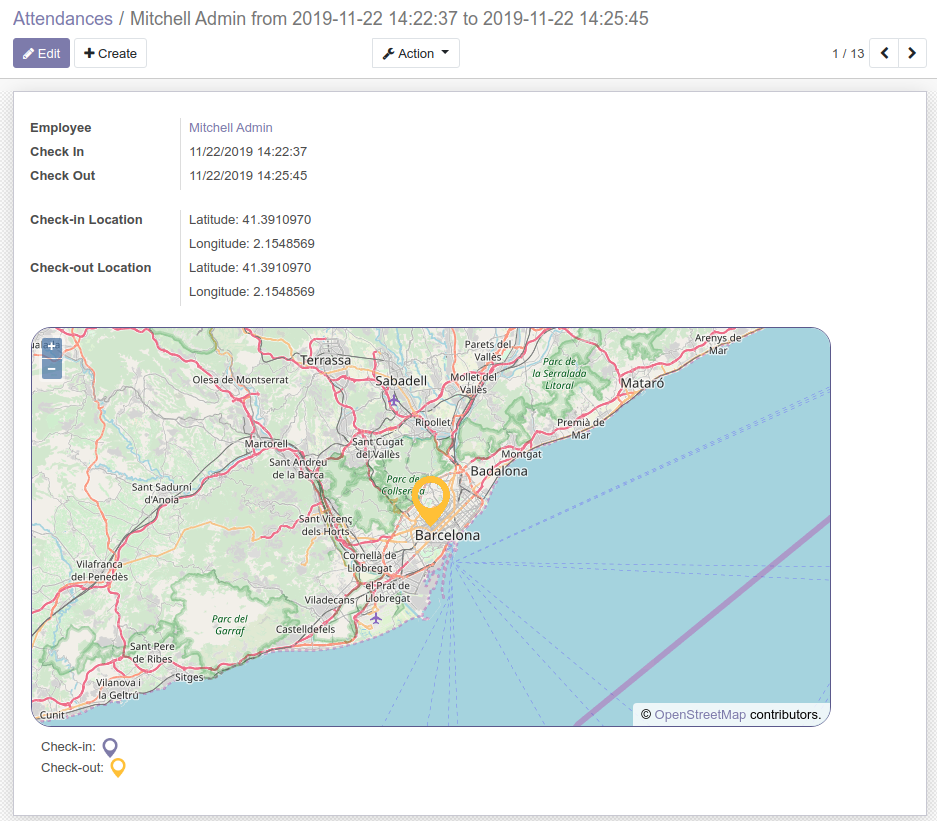 Attendances / Mitchell Admin from 2019-11-22 14:22:37 to 2019-11-22 14:25:45
Edit
Create
Action
1 / 13
Employee
Mitchell Admin
Check In
11/22/2019 14:22:37
Check Out
11/22/2019 14:25:45
Check-in Location
Latitude: 41.3910970
Longitude: 2.1548569
Check-out Location
Latitude: 41.3910970
Longitude: 2.1548569
+
−
Arenys de
Mar
Parets del
Vallès
Terrassa
Parc de
la Serralada
Litoral
Olesa de Montserrat
Sabadell
Mollet del
Vallès
Mataró
Ripollet
Premià de
Mar
Martorell
Sant Cugat
del Vallès
Montgat
Sant Andreu
de la Barca
Badalona
Parc de
Sant Sadurní
d'Anoia
Sant Vicenç
dels Horts
Barcelona
Cornellà de
Llobregat
Vilafranca
del Penedès
el Prat de
Llobregat
Viladecans
Parc del
Garraf
Castelldefels
Sant Pere
de Ribes
Sitges
Vilanova i
la Geltrú
Cunit
© OpenStreetMap contributors.
Check-in:
Check-out: